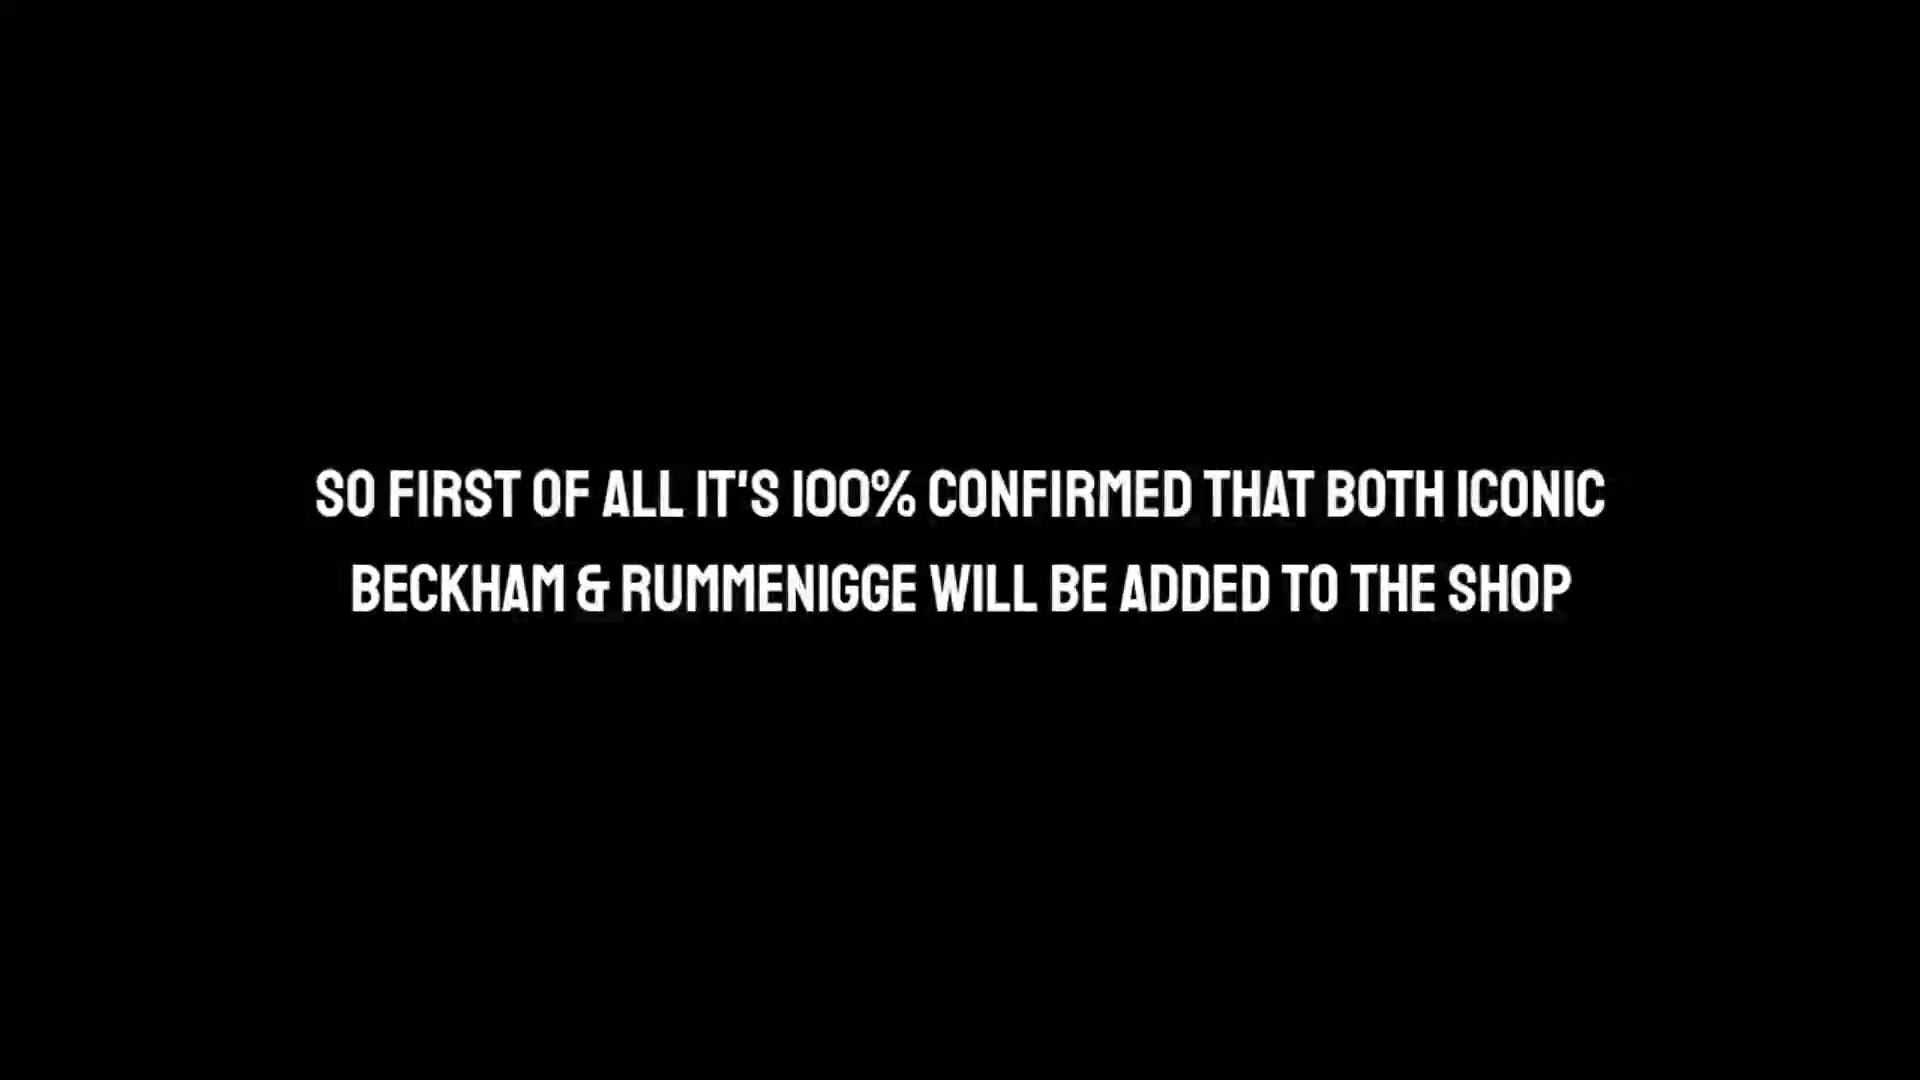 SO FIRST OF ALL IT'S 100% CONFIRMED THAT BOTH ICONIC
BECKHAM & RUMMENIGGE WILL BE ADDED TO THE SHOP